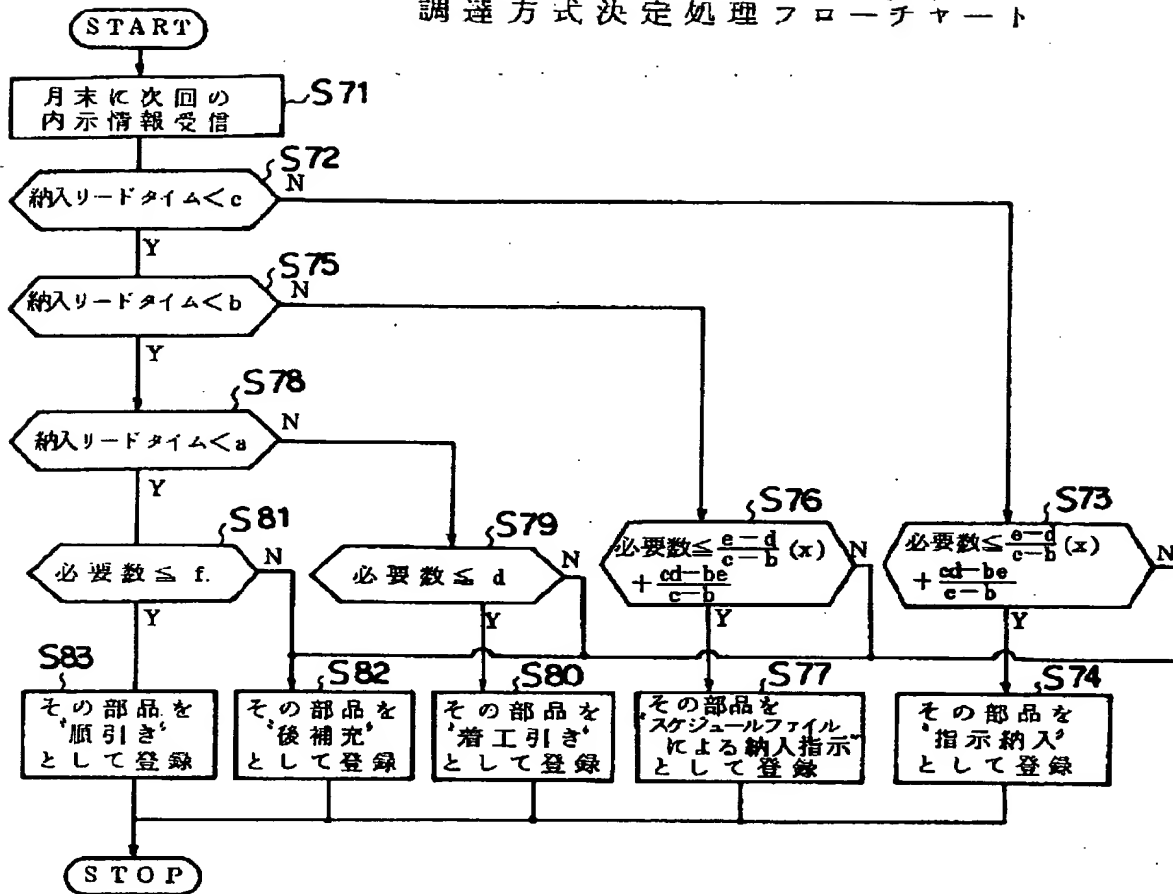 調達方式決定処理フローチャート
START
月末に次回の
内示情報受信
S71
S72
納入リードタイム<c
N
Y
S75
納入リードタイム<b
N
Y
S78
納入リードタイム<a
N
Y
S81
必要数≦f.
N
Y
S79
必要数≦d
N
Y
S76
必要数≦e-d/c-b(x)
+cd-be/c-b
N
Y
S73
必要数≦e-d/c-b(x)
+cd-be/c-b
N
Y
S83
その部品を
"順引き"
として登録
S82
その部品を
"後補充"
として登録
S80
その部品を
"着工引き"
として登録
S77
その部品を
"スケジュールファイル
による納入指示"
として登録
S74
その部品を
"指示納入"
として登録
STOP